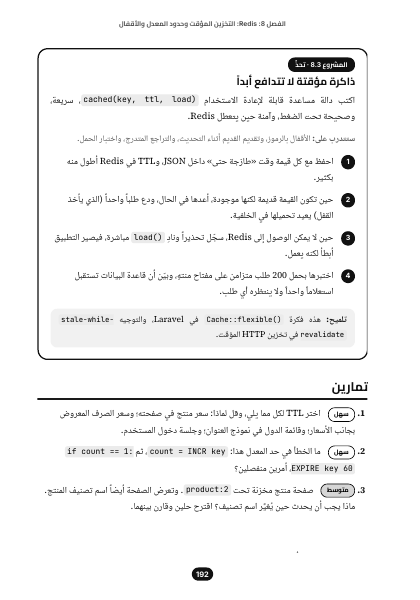 الفصل 8: Redis: التخزين المؤقت وحدود المعدل والأقفال
المشروع 8.3 · تحدٍّ
ذاكرة مؤقتة لا تتدافع أبداً
اكتب دالة مساعدة قابلة لإعادة الاستخدام cached(key, ttl, load)، سريعة،
وصحيحة تحت الضغط، وآمنة حين يتعطل Redis.
ستتدرب على: الأقفال بالرموز، وتقديم القديم أثناء التحديث، والتراجع المتدرج، واختبار الحمل.
1 احفظ مع كل قيمة وقت «طازجة حتى» داخل JSON، وTTL في Redis أطول منه
بكثير.
2 حين تكون القيمة قديمة لكنها موجودة، أعدها في الحال، ودع طلباً واحداً (الذي يأخذ
القفل) يعيد تحميلها في الخلفية.
3 حين لا يمكن الوصول إلى Redis، سجّل تحذيراً ونادِ load() مباشرة، فيصير التطبيق
أبطأ لكنه يعمل.
4 اختبرها بحمل 200 طلب متزامن على مفتاح منتهٍ، وبيّن أن قاعدة البيانات تستقبل
استعلاماً واحداً ولا ينتظره أي طلب.
تلميح: هذه فكرة Cache::flexible() في Laravel، والتوجيه stale-while-
revalidate في تخزين HTTP المؤقت.
تمارين
1. سهل اختر TTL لكل مما يلي، وقل لماذا: سعر منتج في صفحته؛ وسعر الصرف المعروض
بجانب الأسعار؛ وقائمة الدول في نموذج العنوان؛ وجلسة دخول المستخدم.
2. سهل ما الخطأ في حد المعدل هذا: count = INCR key، ثم if count == 1:
EXPIRE key 60، أمرين منفصلين؟
3. متوسط صفحة منتج مخزنة تحت product:2. وتعرض الصفحة أيضاً اسم تصنيف المنتج.
ماذا يجب أن يحدث حين يُغيَّر اسم تصنيف؟ اقترح حلين وقارن بينهما.
192